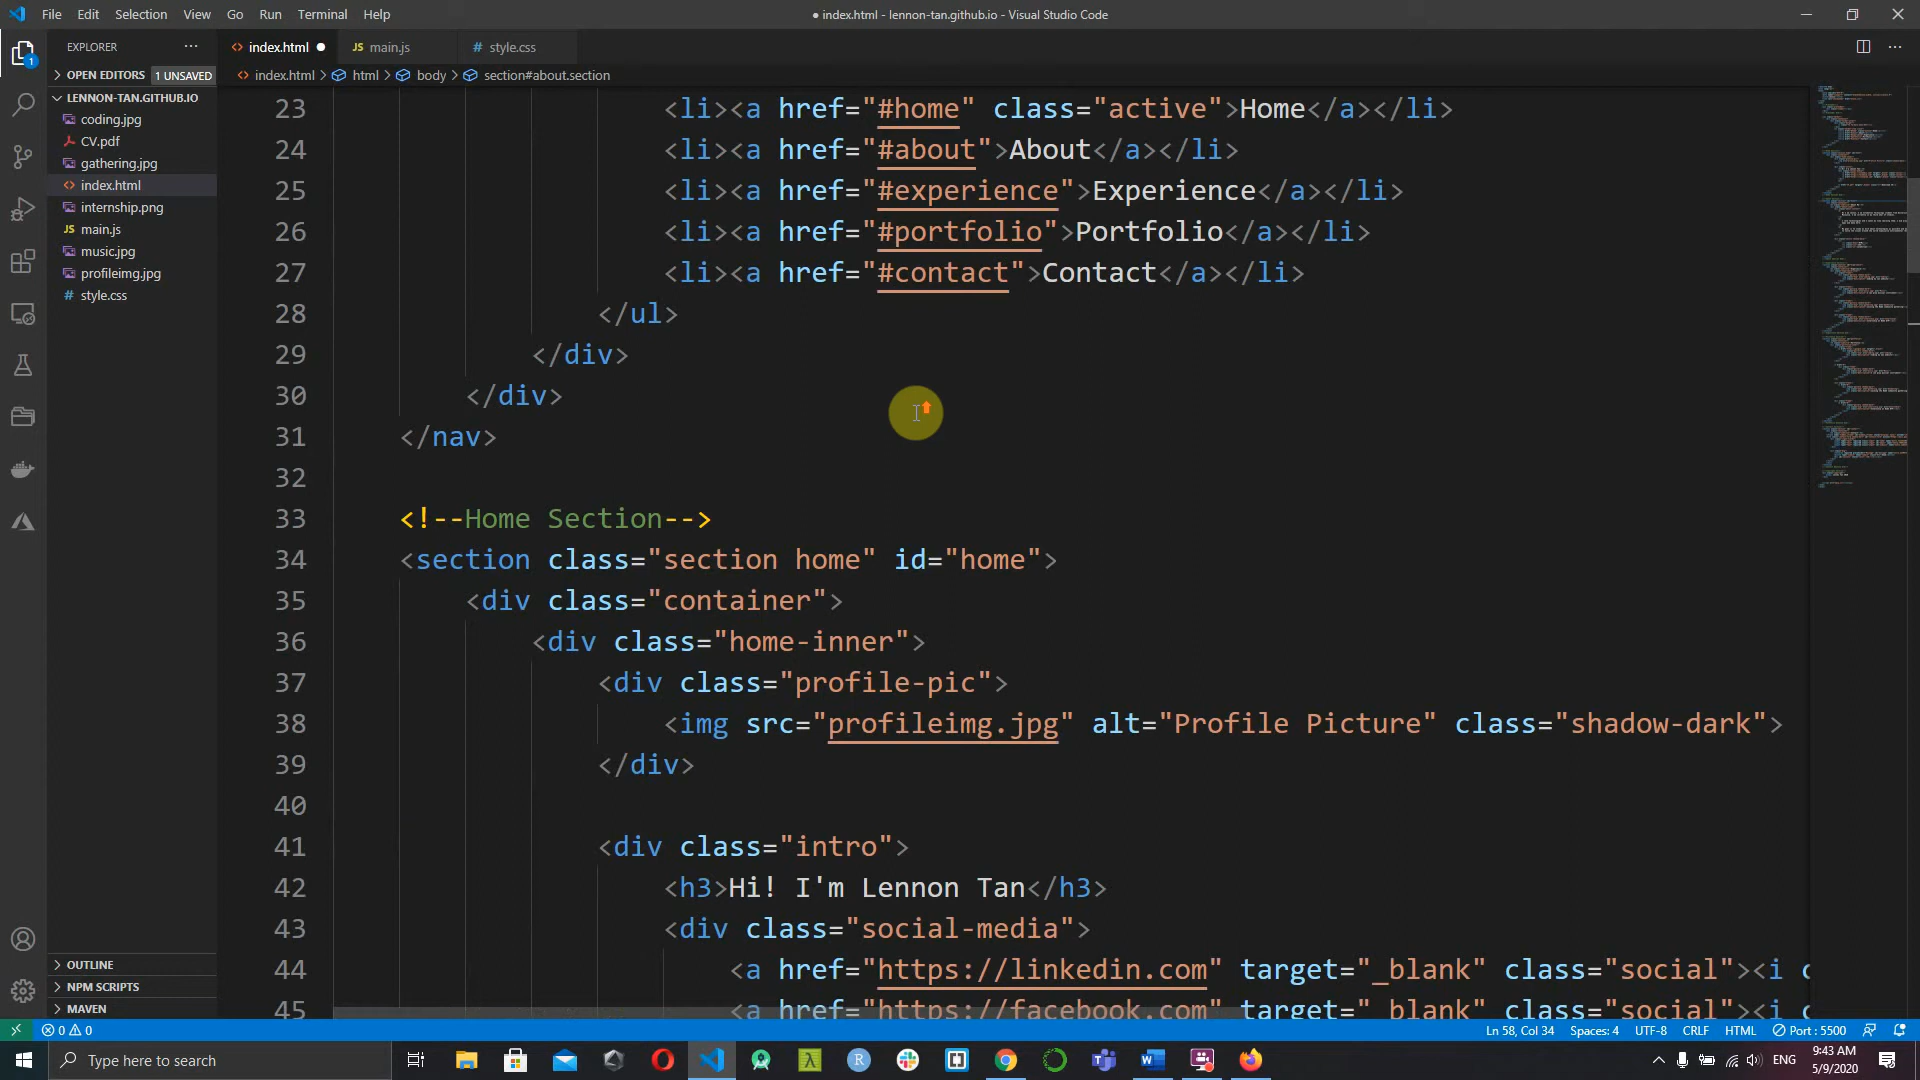 File Edit Selection View Go Run Terminal Help
● index.html - lennon-tan.github.io - Visual Studio Code
EXPLORER
OPEN EDITORS 1 UNSAVED
LENNON-TAN.GITHUB.IO
coding.jpg
CV.pdf
gathering.jpg
index.html
internship.png
main.js
music.jpg
profileimg.jpg
style.css
OUTLINE
NPM SCRIPTS
MAVEN
index.html ● JS main.js # style.css
index.html > html > body > section#about.section
23 <li><a href="#home" class="active">Home</a></li>
24 <li><a href="#about">About</a></li>
25 <li><a href="#experience">Experience</a></li>
26 <li><a href="#portfolio">Portfolio</a></li>
27 <li><a href="#contact">Contact</a></li>
28 </ul>
29 </div>
30 </div>
31 </nav>
32
33 <!--Home Section-->
34 <section class="section home" id="home">
35 <div class="container">
36 <div class="home-inner">
37 <div class="profile-pic">
38 <img src="profileimg.jpg" alt="Profile Picture" class="shadow-dark">
39 </div>
40
41 <div class="intro">
42 <h3>Hi! I'm Lennon Tan</h3>
43 <div class="social-media">
44 <a href="https://linkedin.com" target="_blank" class="social"><i c
45 <a href="https://facebook.com" target="_blank" class="social"><i c
0 0 Ln 58, Col 34 Spaces: 4 UTF-8 CRLF HTML Port : 5500
Type here to search
ENG
9:43 AM
5/9/2020